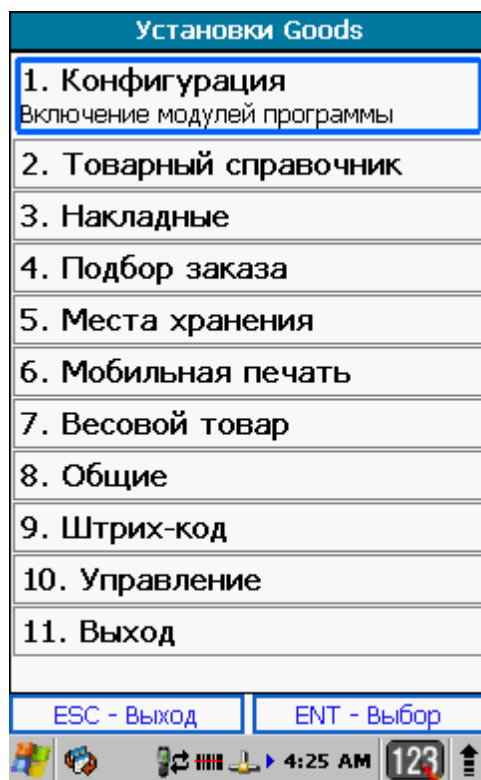 Установки Goods
1. Конфигурация
Включение модулей программы
2. Товарный справочник
3. Накладные
4. Подбор заказа
5. Места хранения
6. Мобильная печать
7. Весовой товар
8. Общие
9. Штрих-код
10. Управление
11. Выход
ESC - Выход ENT - Выбор
4:25 AM 123